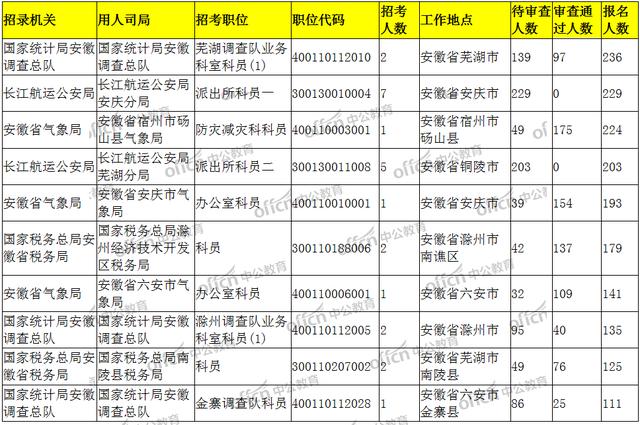 招录机关 用人司局 招考职位 职位代码 招考人数 工作地点 待审查人数 审查通过人数 报名人数
国家统计局安徽调查总队 国家统计局安徽调查总队 芜湖调查队业务科室科员(1) 400110112010 2 安徽省芜湖市 139 97 236
长江航运公安局 长江航运公安局安庆分局 派出所科员一 300130010004 7 安徽省安庆市 229 0 229
安徽省气象局 安徽省宿州市砀山县气象局 防灾减灾科科员 400110003001 1 安徽省宿州市砀山县 49 175 224
长江航运公安局 长江航运公安局芜湖分局 派出所科员二 300130011008 5 安徽省铜陵市 203 0 203
安徽省气象局 安徽省安庆市气象局 办公室科员 400110010001 1 安徽省安庆市 39 154 193
国家税务总局安徽省税务局 国家税务总局滁州经济技术开发区税务局 科员 300110188006 2 安徽省滁州市南谯区 42 137 179
安徽省气象局 安徽省六安市气象局 办公室科员 400110006001 1 安徽省六安市 32 109 141
国家统计局安徽调查总队 国家统计局安徽调查总队 滁州调查队业务科室科员(1) 400110112005 2 安徽省滁州市 95 40 135
国家税务总局安徽省税务局 国家税务总局南陵县税务局 科员 300110207002 2 安徽省芜湖市南陵县 49 76 125
国家统计局安徽调查总队 国家统计局安徽调查总队 金寨调查队科员 400110112028 1 安徽省六安市金寨县 86 25 111
offcn中公教育